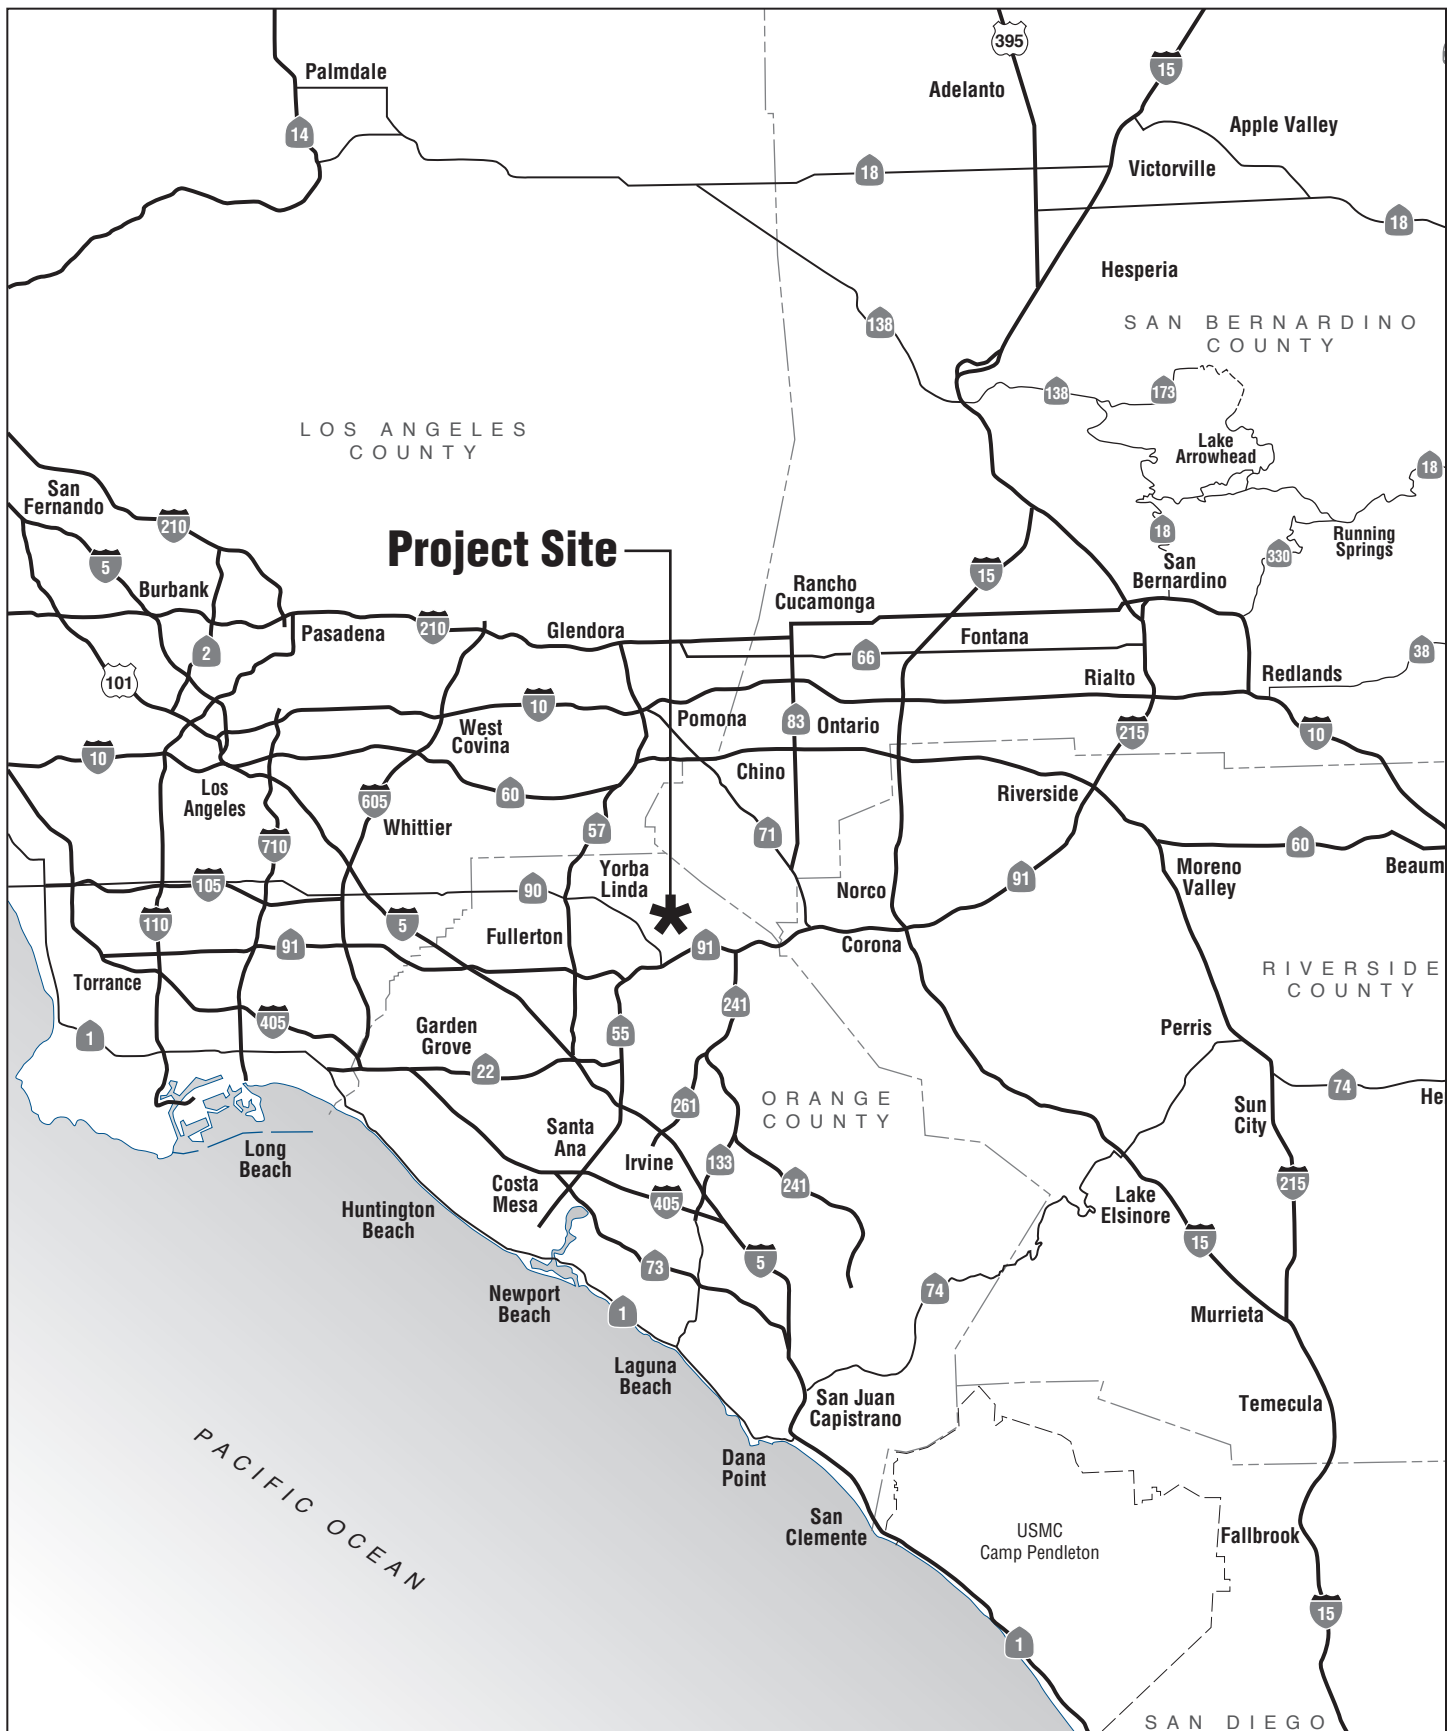 395
15
Palmdale
Adelanto
14
Apple Valley
Victorville
18
18
Hesperia
138
SAN BERNARDINO
COUNTY
138
173
LOS ANGELES
COUNTY
Lake
Arrowhead
18
San
Fernando
210
18
Running
Springs
Project Site
330
5
15
San
Bernardino
Burbank
Rancho
Cucamonga
210
Glendora
Pasadena
Fontana
2
66
38
101
Rialto
Redlands
10
Pomona
83
Ontario
West
Covina
215
10
10
Chino
Los
Angeles
605
60
Riverside
Whittier
57
71
710
60
Yorba
Linda
Moreno
Valley
Beaum
105
90
Norco
91
110
5
Fullerton
91
91
Corona
Torrance
RIVERSIDE
COUNTY
241
405
1
Garden
Grove
55
Perris
22
74
He
261
ORANGE
COUNTY
Sun
City
Santa
Ana
Long
Beach
Irvine
133
241
215
Costa
Mesa
405
Lake
Elsinore
Huntington
Beach
15
73
5
74
Newport
Beach
1
Murrieta
Laguna
Beach
San Juan
Capistrano
Temecula
PACIFIC OCEAN
Dana
Point
San
Clemente
USMC
Camp Pendleton
Fallbrook
15
1
SAN DIEGO